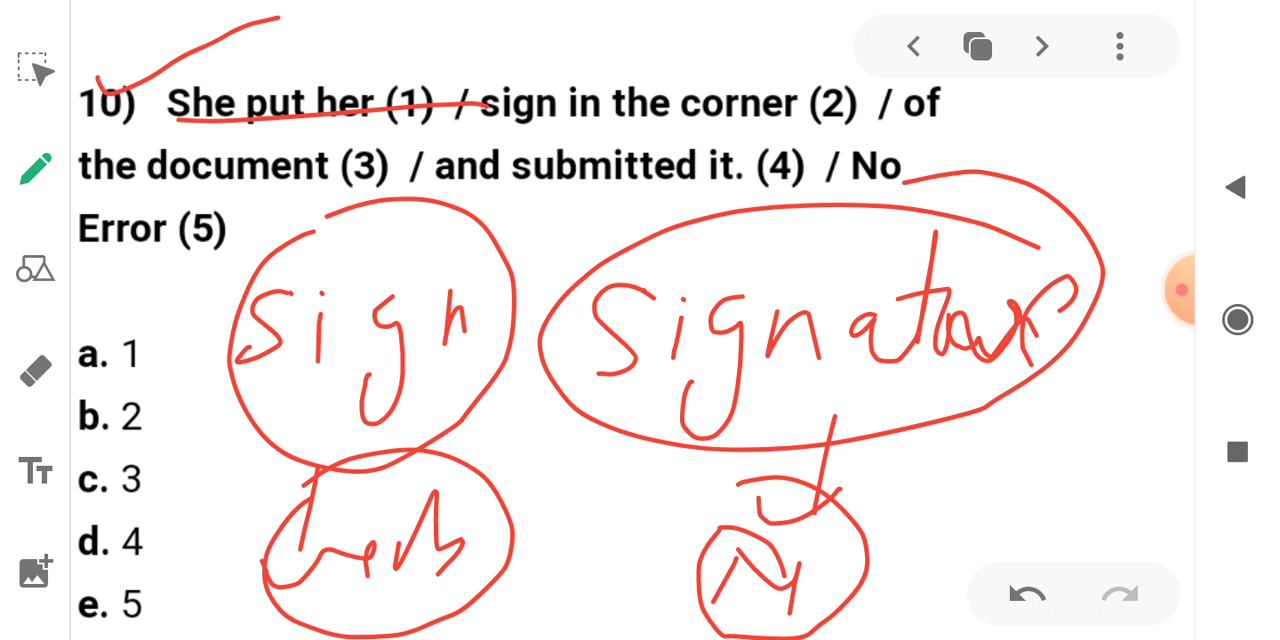 10) She put her (1) / sign in the corner (2) / of
the document (3) / and submitted it. (4) / No
Error (5)
Sign
a. 1
b. 2
c. 3
d. 4
e. 5
N